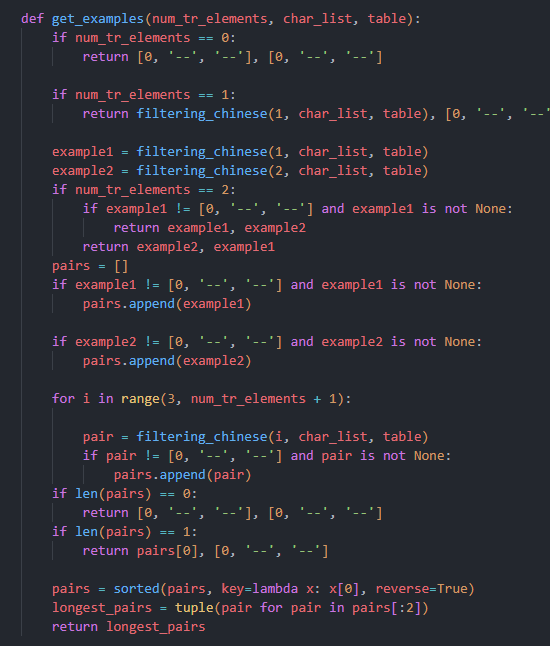 def get_examples(num_tr_elements, char_list, table):
    if num_tr_elements == 0:
        return [0, '--', '--'], [0, '--', '--']

    if num_tr_elements == 1:
        return filtering_chinese(1, char_list, table), [0, '--', '--'

    example1 = filtering_chinese(1, char_list, table)
    example2 = filtering_chinese(2, char_list, table)
    if num_tr_elements == 2:
        if example1 != [0, '--', '--'] and example1 is not None:
            return example1, example2
        return example2, example1
    pairs = []
    if example1 != [0, '--', '--'] and example1 is not None:
        pairs.append(example1)

    if example2 != [0, '--', '--'] and example2 is not None:
        pairs.append(example2)

    for i in range(3, num_tr_elements + 1):

        pair = filtering_chinese(i, char_list, table)
        if pair != [0, '--', '--'] and pair is not None:
            pairs.append(pair)
    if len(pairs) == 0:
        return [0, '--', '--'], [0, '--', '--']
    if len(pairs) == 1:
        return pairs[0], [0, '--', '--']

    pairs = sorted(pairs, key=lambda x: x[0], reverse=True)
    longest_pairs = tuple(pair for pair in pairs[:2])
    return longest_pairs